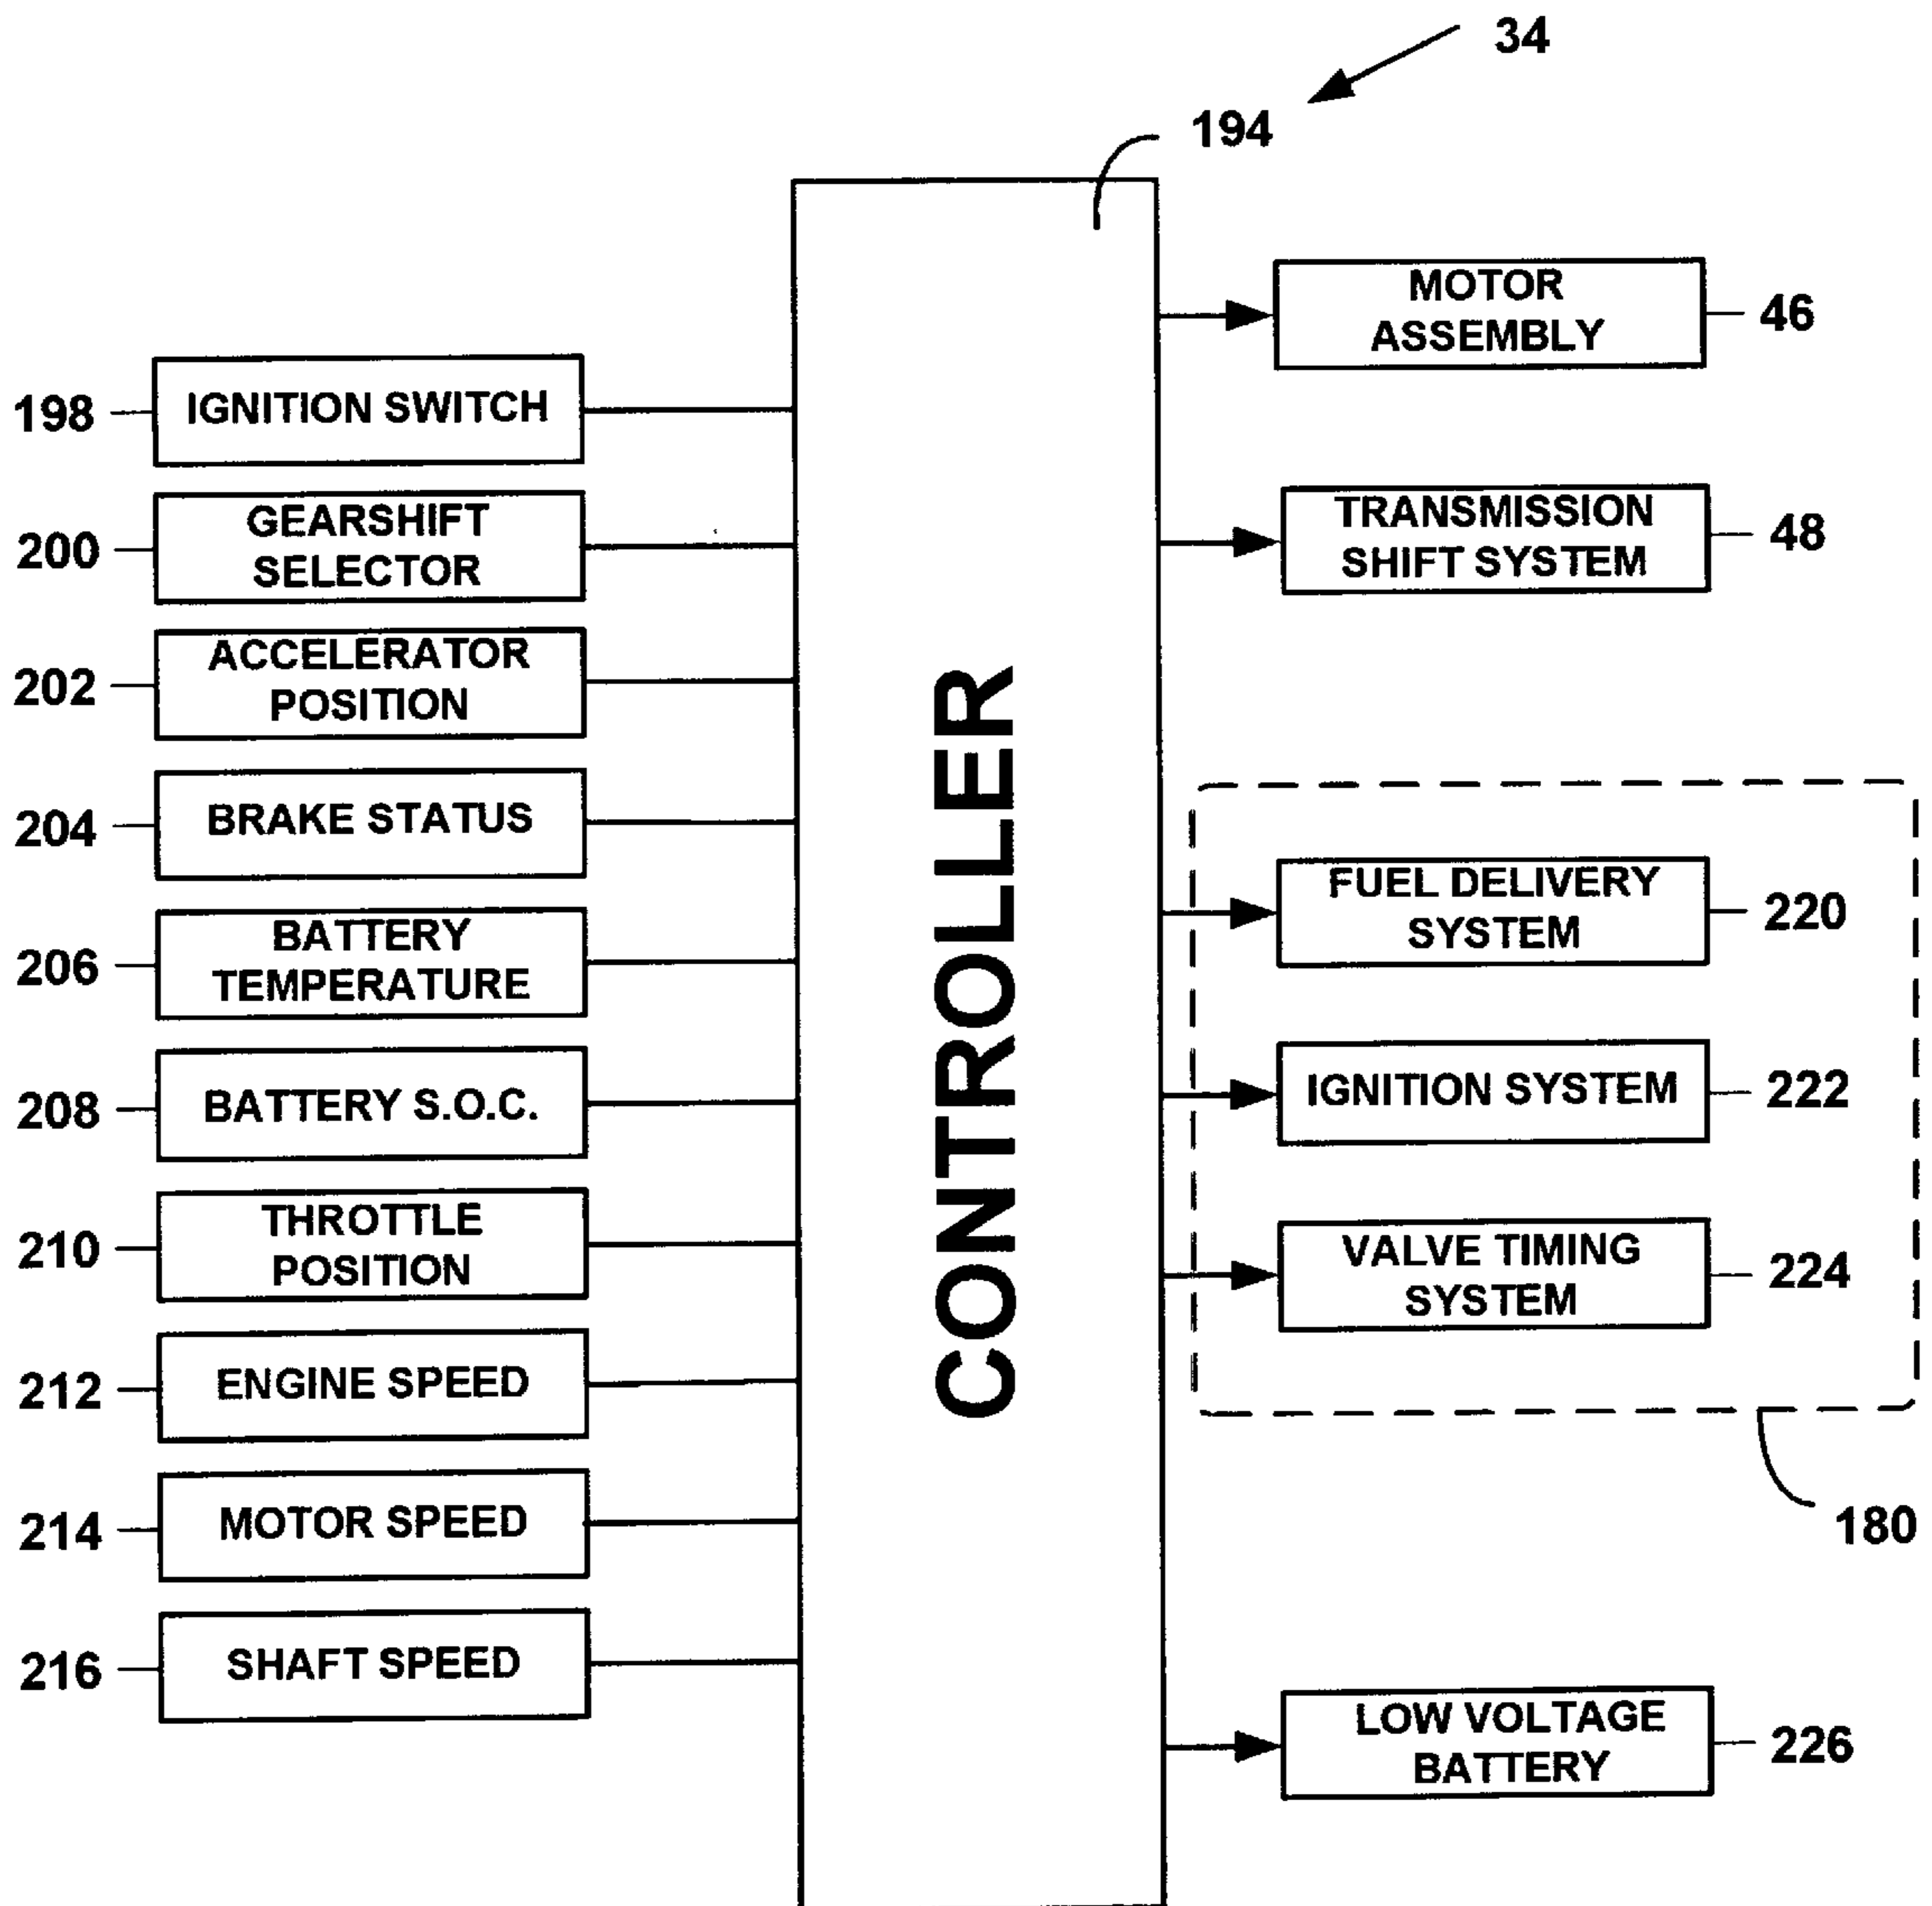 34
194
MOTOR
ASSEMBLY
46
198
IGNITION SWITCH
200
GEARSHIFT
SELECTOR
TRANSMISSION
SHIFT SYSTEM
48
202
ACCELERATOR
POSITION
204
BRAKE STATUS
206
BATTERY
TEMPERATURE
208
BATTERY S.O.C.
210
THROTTLE
POSITION
212
ENGINE SPEED
214
MOTOR SPEED
216
SHAFT SPEED
CONTROLLER
FUEL DELIVERY
SYSTEM
220
IGNITION SYSTEM
222
VALVE TIMING
SYSTEM
224
180
LOW VOLTAGE
BATTERY
226